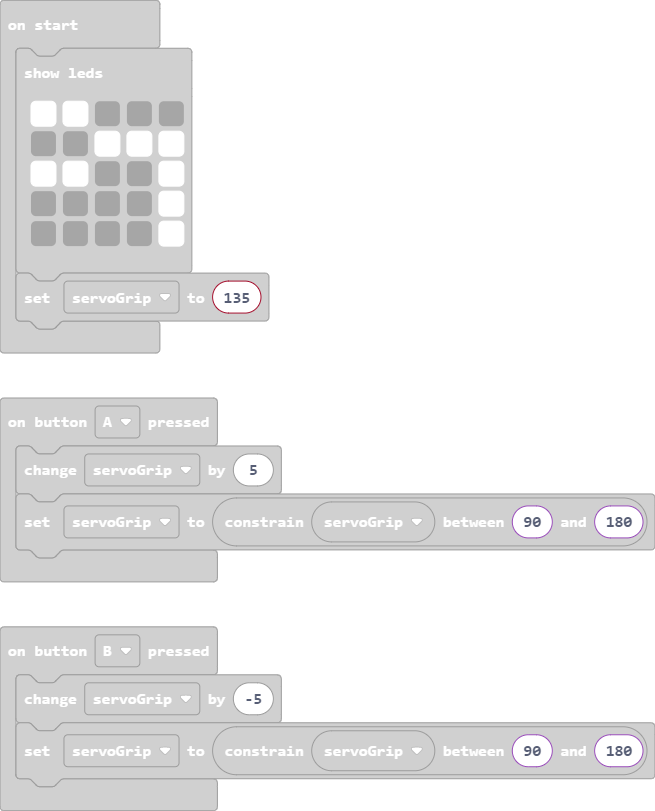 on start
show leds
set servoGrip to 135
on button A pressed
change servoGrip by 5
set servoGrip to constrain servoGrip between 90 and 180
on button B pressed
change servoGrip by -5
set servoGrip to constrain servoGrip between 90 and 180